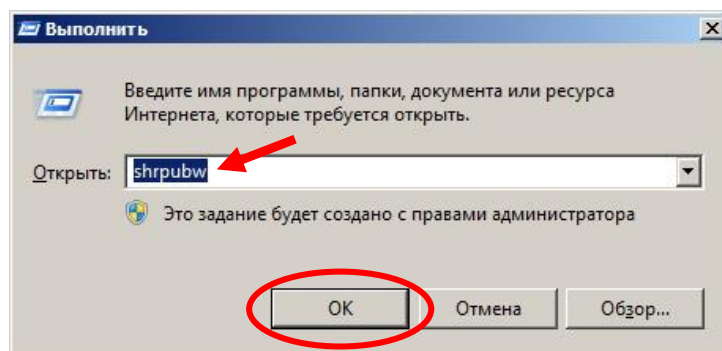 Выполнить
Введите имя программы, папки, документа или ресурса
Интернета, которые требуется открыть.
Открыть: shrpubw
Это задание будет создано с правами администратора
ОК Отмена Обзор...